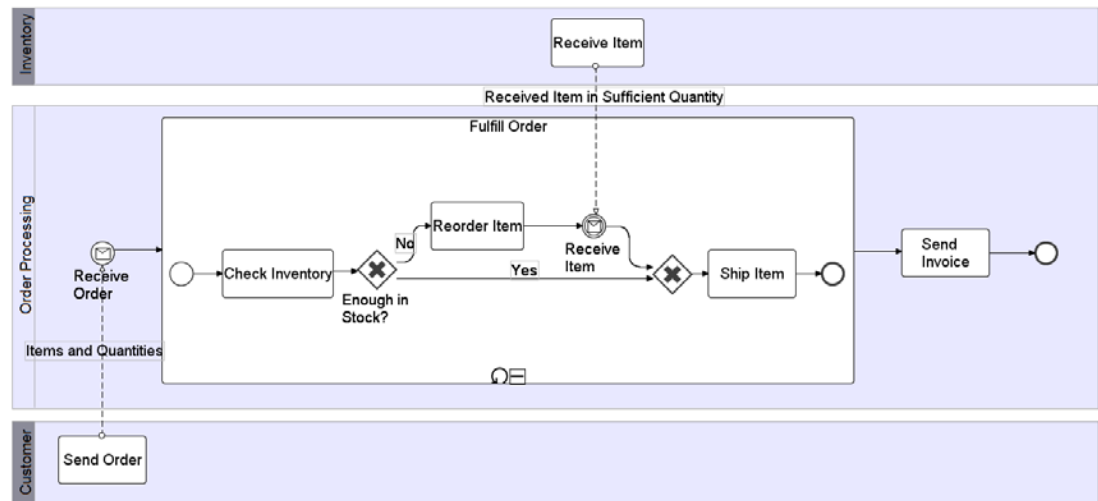 Inventory
Receive Item
Received Item in Sufficient Quantity
Order Processing
Fulfill Order
Receive
Order
Check Inventory
Enough in
Stock?
No
Yes
Reorder Item
Receive
Item
Ship Item
Send
Invoice
Items and Quantities
Customer
Send Order